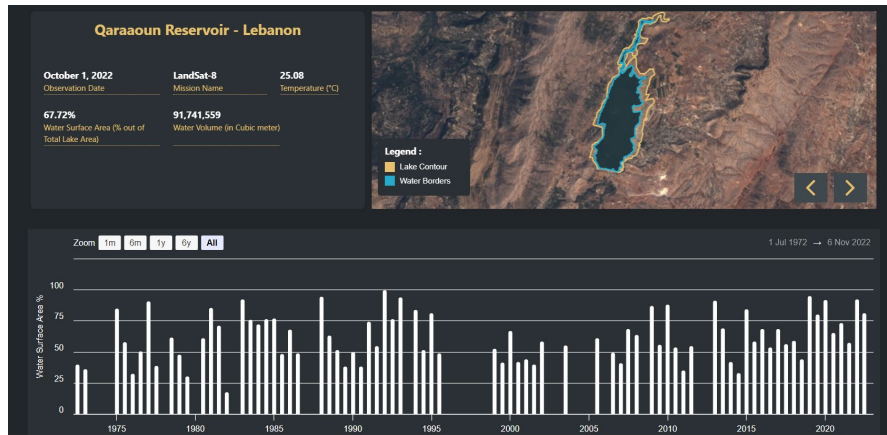 Qaraaoun Reservoir - Lebanon
October 1, 2022
Observation Date
LandSat-8
Mission Name
25.08
Temperature (°C)
67.72%
Water Surface Area (% out of
Total Lake Area)
91,741,559
Water Volume (in Cubic meter)
Legend :
Lake Contour
Water Borders
Zoom 1m 6m 1y 6y All
1 Jul 1972 → 6 Nov 2022
Water Surface Area %
100
75
50
25
0
1975 1980 1985 1990 1995 2000 2005 2010 2015 2020